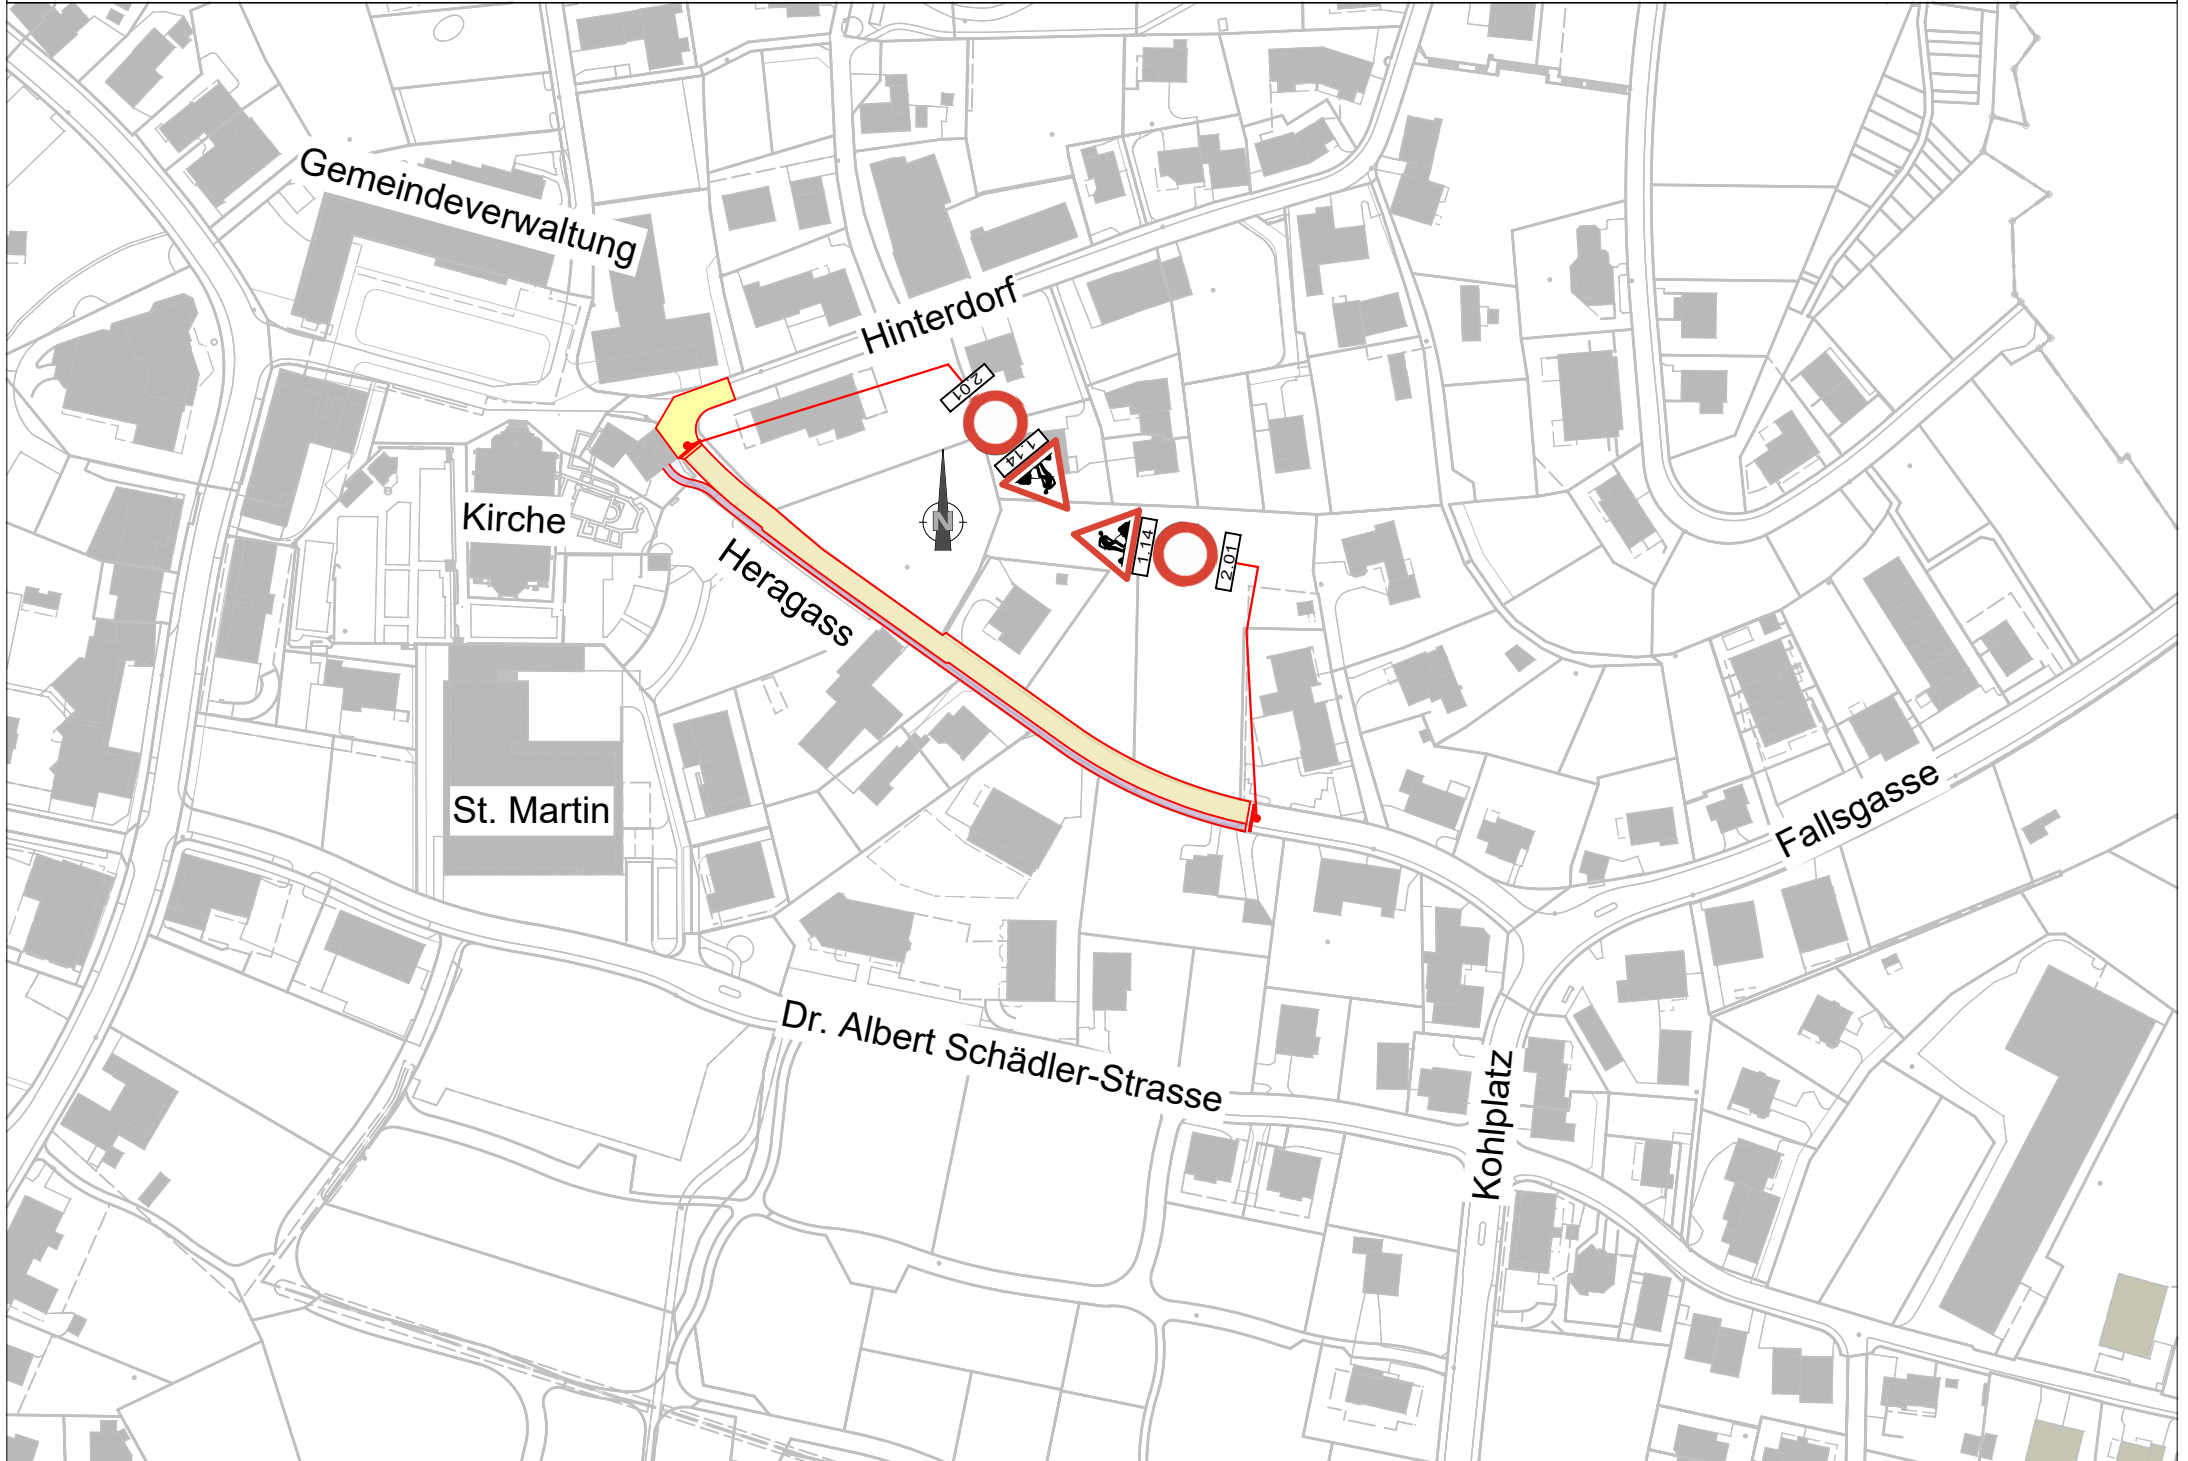 Gemeindeverwaltung
Hinterdorf
2.01
1.14
1.14
2.01
N
Kirche
Heragass
St. Martin
Fallsgasse
Dr. Albert Schädler-Strasse
Kohlplatz